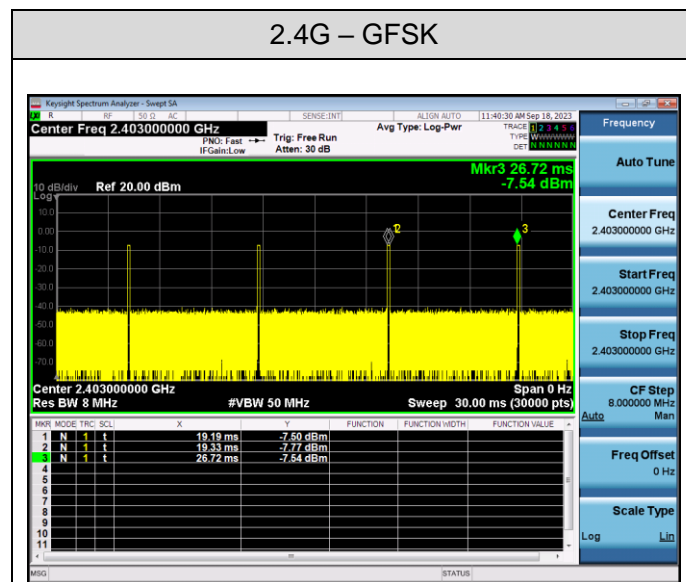 2.4G – GFSK
Keysight Spectrum Analyzer - Swept SA
R RF 50 Ω AC SENSE:INT ALIGN AUTO 11:40:30 AM Sep 18, 2023
Center Freq 2.403000000 GHz
PNO: Fast
IFGain:Low
Trig: Free Run
Atten: 30 dB
Avg Type: Log-Pwr
TRACE 1 2 3 4 5 6
TYPE WWWWWW
DET N N N N N N
Mkr3 26.72 ms
-7.54 dBm
10 dB/div Ref 20.00 dBm
Log
10.0
0.00
-10.0
-20.0
-30.0
-40.0
-50.0
-60.0
-70.0
1 2
3
Center 2.403000000 GHz Span 0 Hz
Res BW 8 MHz #VBW 50 MHz Sweep 30.00 ms (30000 pts)
MKR MODE TRC SCL X Y FUNCTION FUNCTION WIDTH FUNCTION VALUE
1 N 1 t 19.19 ms -7.50 dBm
2 N 1 t 19.33 ms -7.77 dBm
3 N 1 t 26.72 ms -7.54 dBm
4
5
6
7
8
9
10
11
MSG STATUS
Frequency
Auto Tune
Center Freq
2.403000000 GHz
Start Freq
2.403000000 GHz
Stop Freq
2.403000000 GHz
CF Step
8.000000 MHz
Auto Man
Freq Offset
0 Hz
Scale Type
Log Lin